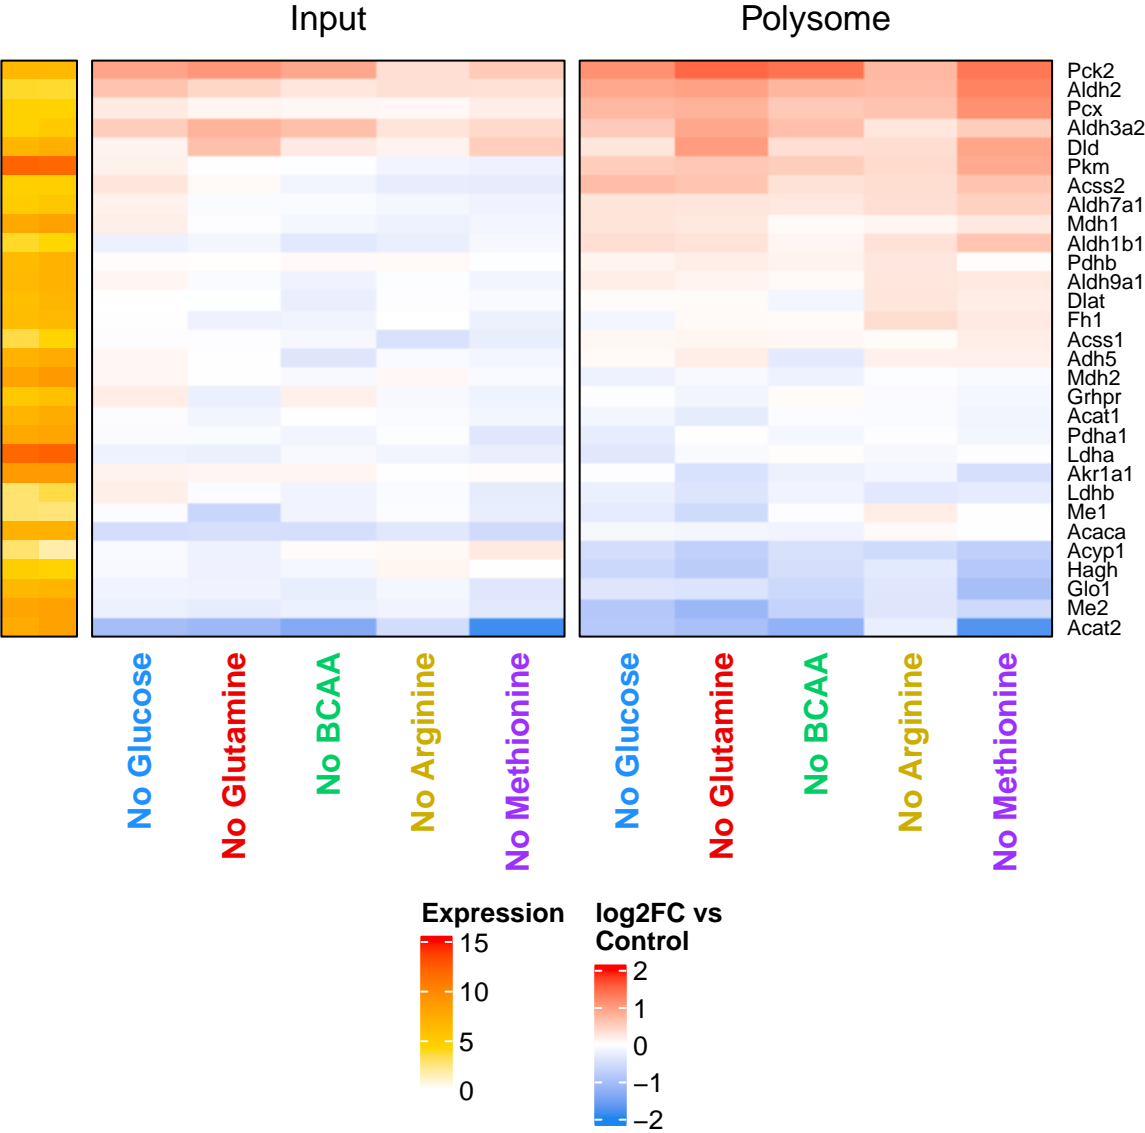 Input
Polysome
Pck2
Aldh2
Pcx
Aldh3a2
Dld
Pkm
Acss2
Aldh7a1
Mdh1
Aldh1b1
Pdhb
Aldh9a1
Dlat
Fh1
Acss1
Adh5
Mdh2
Grhpr
Acat1
Pdha1
Ldha
Akr1a1
Ldhb
Me1
Acaca
Acyp1
Hagh
Glo1
Me2
Acat2
No Glucose
No Glutamine
No BCAA
No Arginine
No Methionine
No Glucose
No Glutamine
No BCAA
No Arginine
No Methionine
Expression
15
10
5
0
log2FC vs
Control
2
1
0
−1
−2